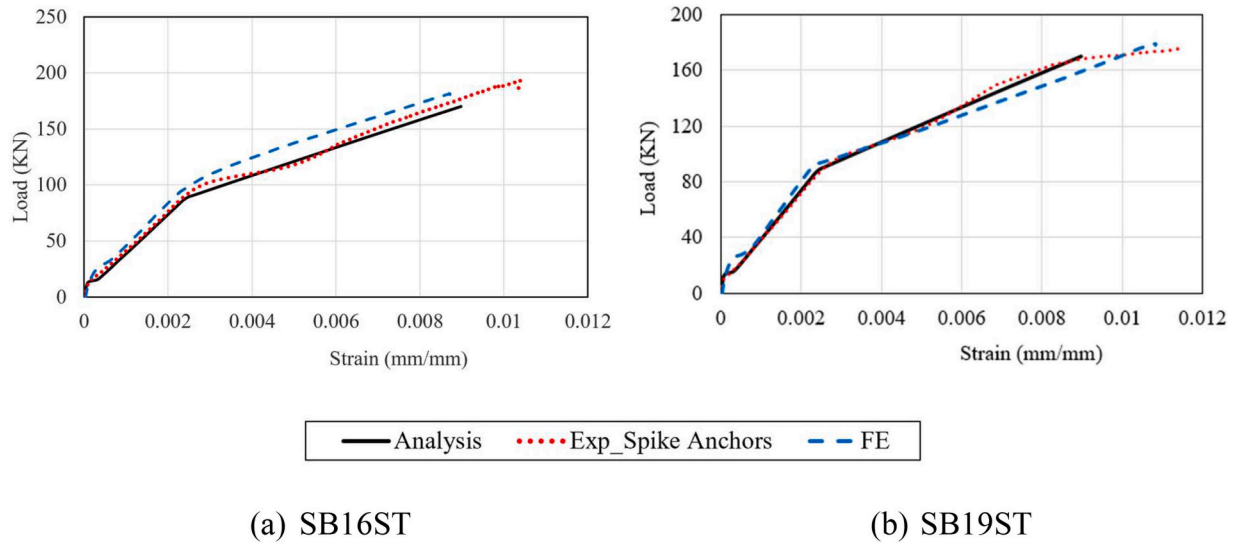 250
200
150
100
50
0
Load (KN)
0 0.002 0.004 0.006 0.008 0.01 0.012
Strain (mm/mm)
200
160
120
80
40
0
Load (KN)
0 0.002 0.004 0.006 0.008 0.01 0.012
Strain (mm/mm)
Analysis Exp_Spike Anchors FE
(a) SB16ST
(b) SB19ST